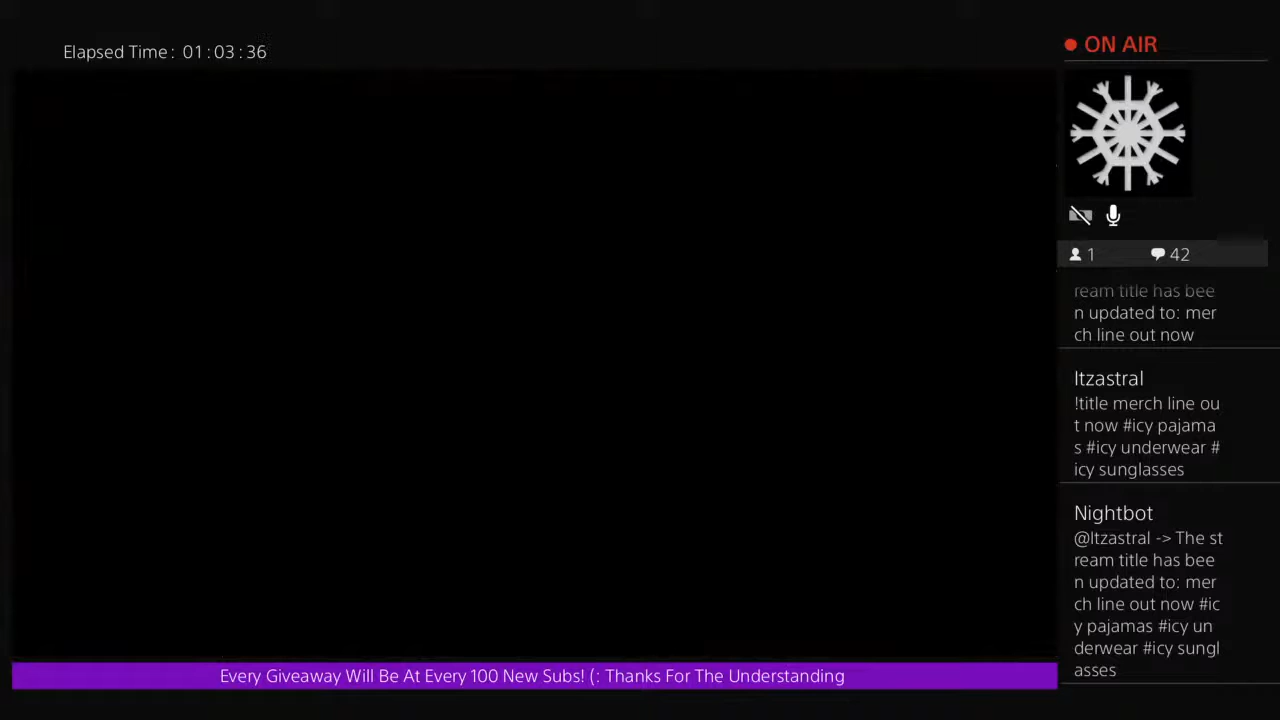 Elapsed Time: 01:03:36
ON AIR
1 42
ream title has bee
n updated to: mer
ch line out now
Itzastral
!title merch line ou
t now #icy pajama
s #icy underwear #
icy sunglasses
Nightbot
@Itzastral -> The st
ream title has bee
n updated to: mer
ch line out now #ic
y pajamas #icy un
derwear #icy sungl
asses
Every Giveaway Will Be At Every 100 New Subs! (: Thanks For The Understanding